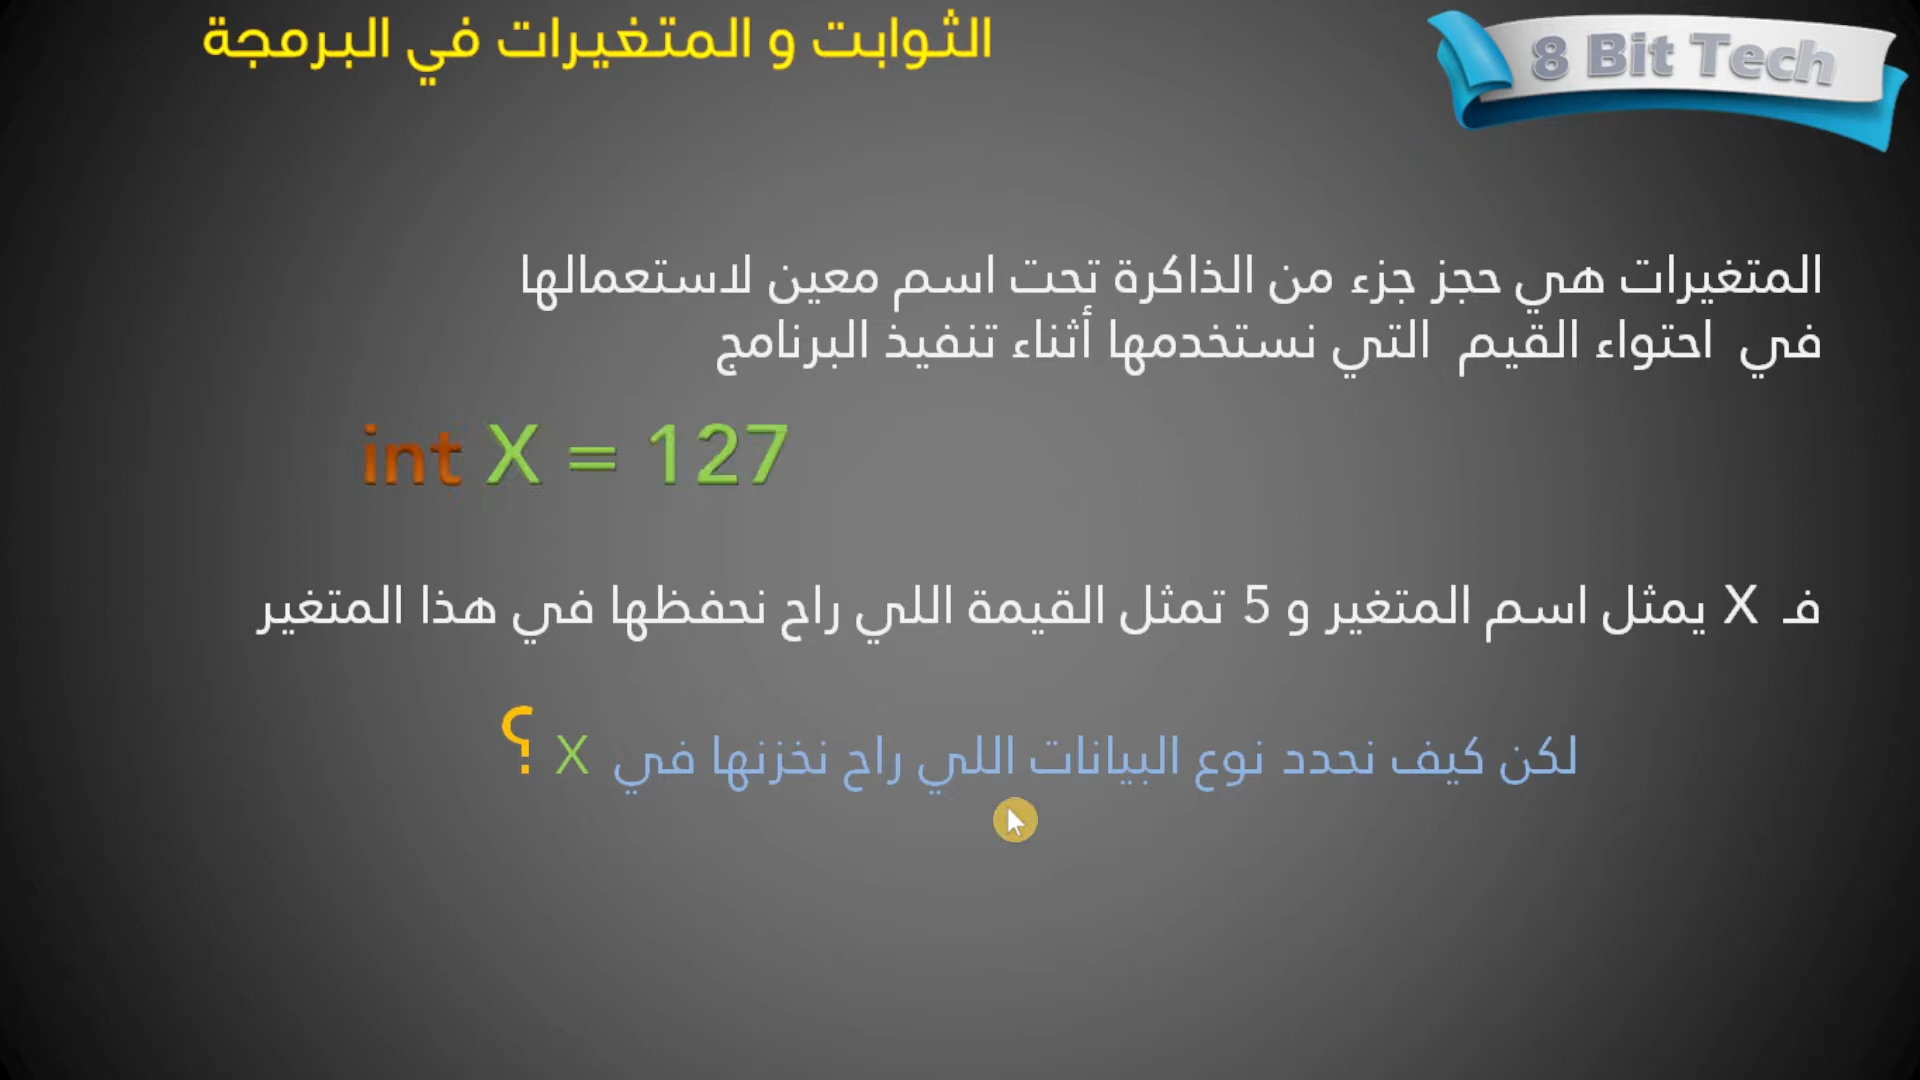 الثوابت و المتغيرات في البرمجة
8 Bit Tech
المتغيرات هي حجز جزء من الذاكرة تحت اسم معين لاستعمالها
في احتواء القيم التي نستخدمها أثناء تنفيذ البرنامج
int X = 127
فـ X يمثل اسم المتغير و 5 تمثل القيمة اللي راح نحفظها في هذا المتغير
لكن كيف نحدد نوع البيانات اللي راح نخزنها في X ؟